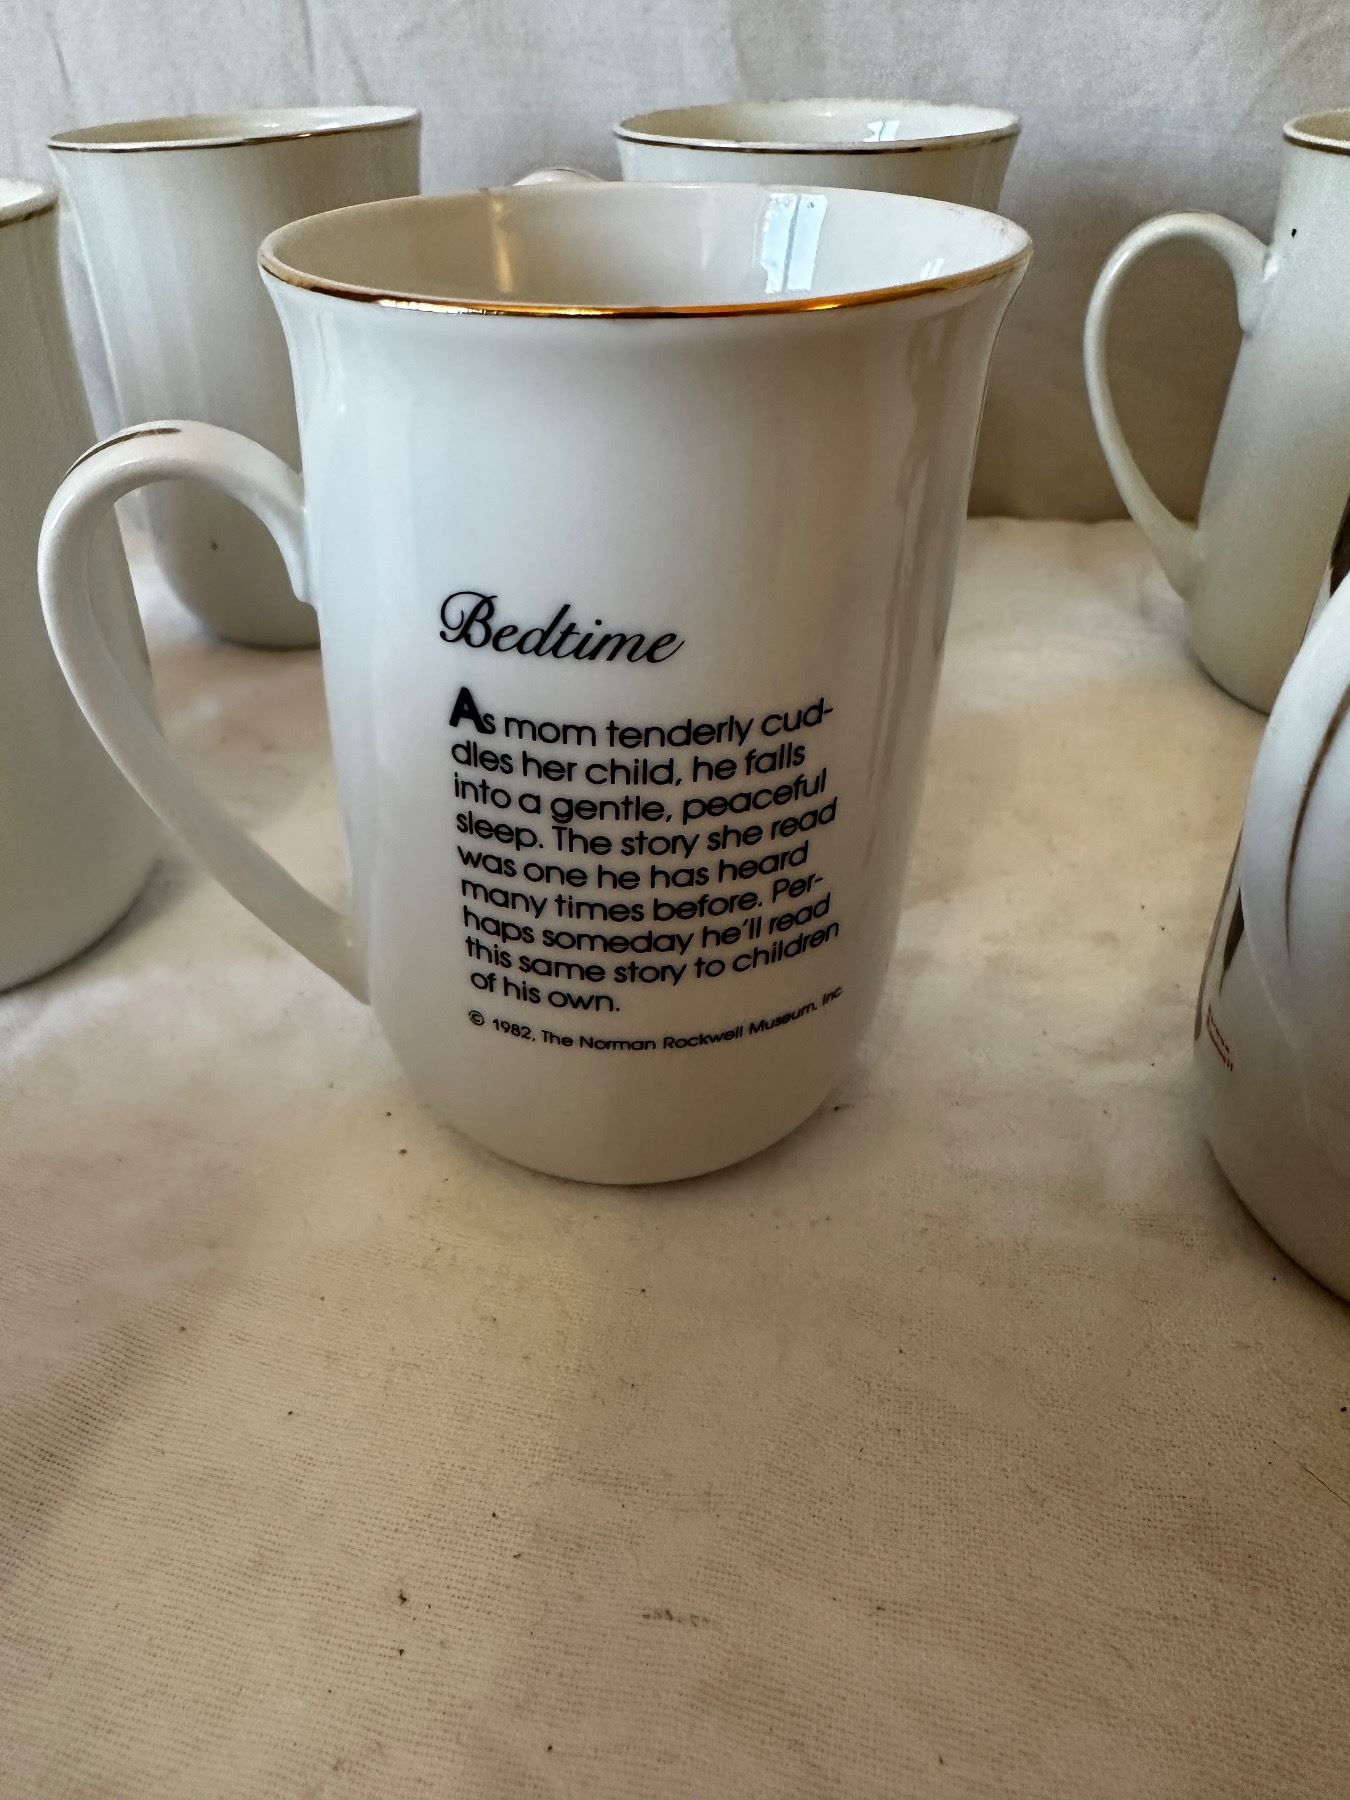 Bedtime
As mom tenderly cud-
dles her child, he falls
into a gentle, peaceful
sleep. The story she read
was one he has heard
many times before. Per-
haps someday he'll read
this same story to children
of his own.
© 1982, The Norman Rockwell Museum, Inc.